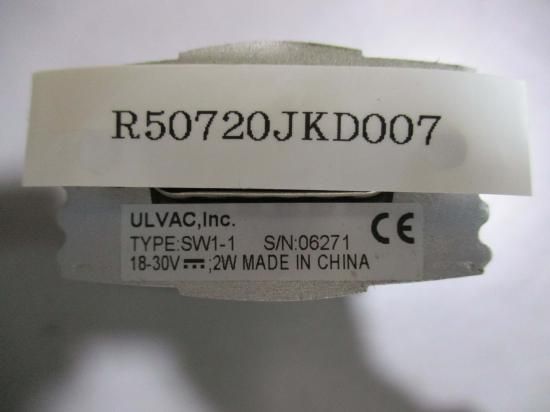 R50720JKD007
ULVAC,Inc.
TYPE:SW1-1 S/N:06271
18-30V⎓;2W MADE IN CHINA
CE